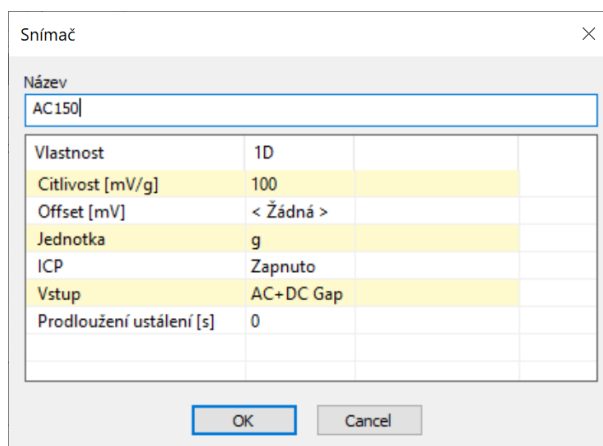 Snímač
Název
AC150
Vlastnost 1D
Citlivost [mV/g] 100
Offset [mV] < Žádná >
Jednotka g
ICP Zapnuto
Vstup AC+DC Gap
Prodloužení ustálení [s] 0
OK Cancel